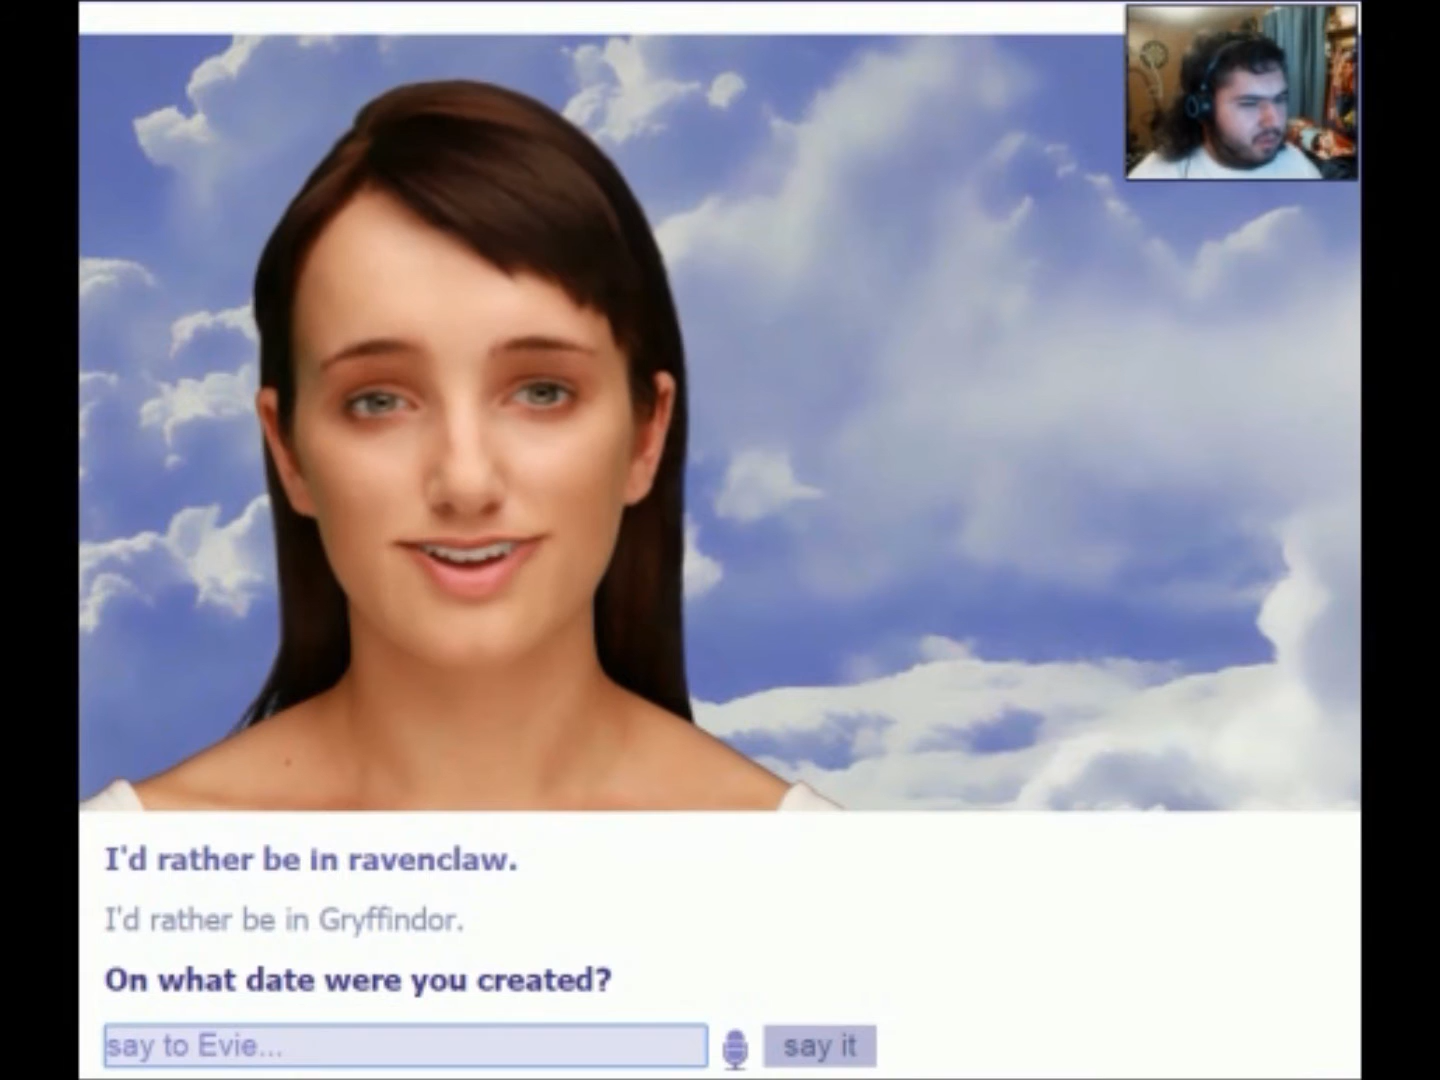 I'd rather be in ravenclaw.
I'd rather be in Gryffindor.
On what date were you created?
say to Evie...
say it